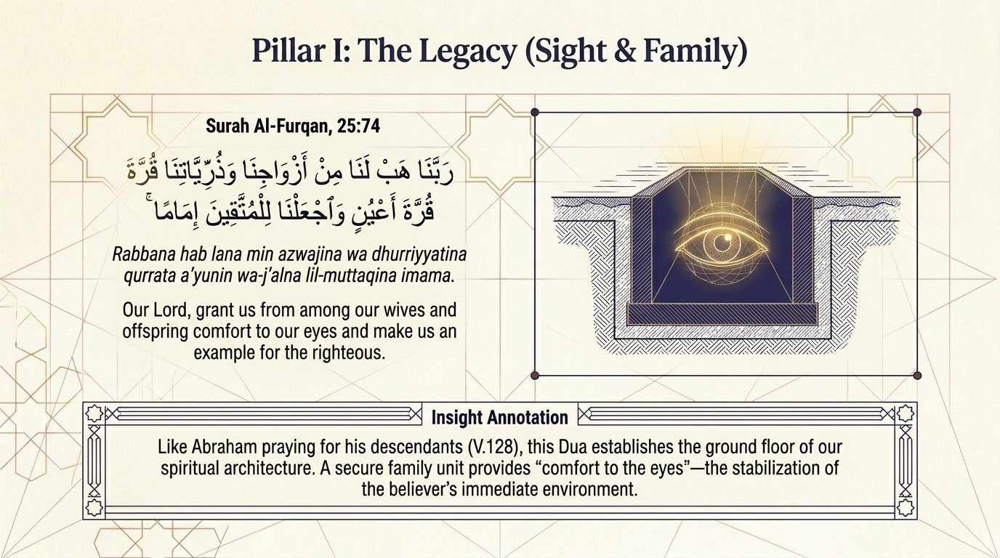 Pillar I: The Legacy (Sight & Family)
Surah Al-Furqan, 25:74
رَبَّنَا هَبْ لَنَا مِنْ أَزْوَاجِنَا وَذُرِّيَّاتِنَا قُرَّةَ
قُرَّةَ أَعْيُنٍ وَٱجْعَلْنَا لِلْمُتَّقِينَ إِمَامًا ۚ
Rabbana hab lana min azwajina wa dhurriyyatina
qurrata a’yunin wa-j’alna lil-muttaqina imama.
Our Lord, grant us from among our wives and
offspring comfort to our eyes and make us an
example for the righteous.
Insight Annotation
Like Abraham praying for his descendants (V.128), this Dua establishes the ground floor of our
spiritual architecture. A secure family unit provides “comfort to the eyes”—the stabilization of
the believer’s immediate environment.